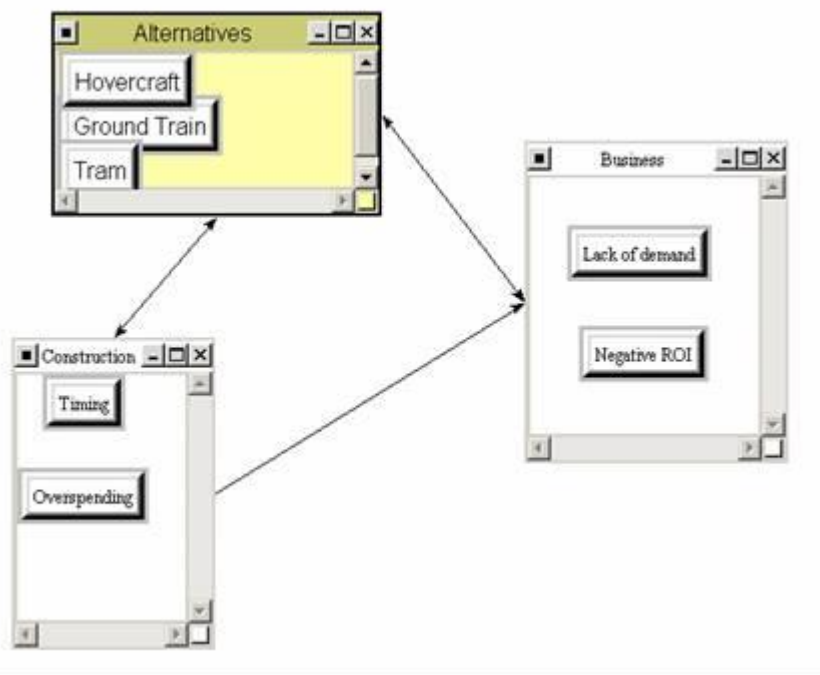 Alternatives
Hovercraft
Ground Train
Tram
Business
Lack of demand
Negative ROI
Construction
Timing
Overspending